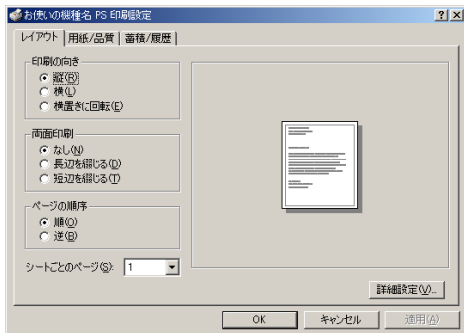 お使いの機種名 PS 印刷設定
レイアウト 用紙/品質 蓄積/履歴
印刷の向き
縦(R)
横(L)
横置きに回転(E)
両面印刷
なし(N)
長辺を綴じる(D)
短辺を綴じる(T)
ページの順序
順(O)
逆(B)
シートごとのページ(S): 1
詳細設定(V)...
OK キャンセル 適用(A)